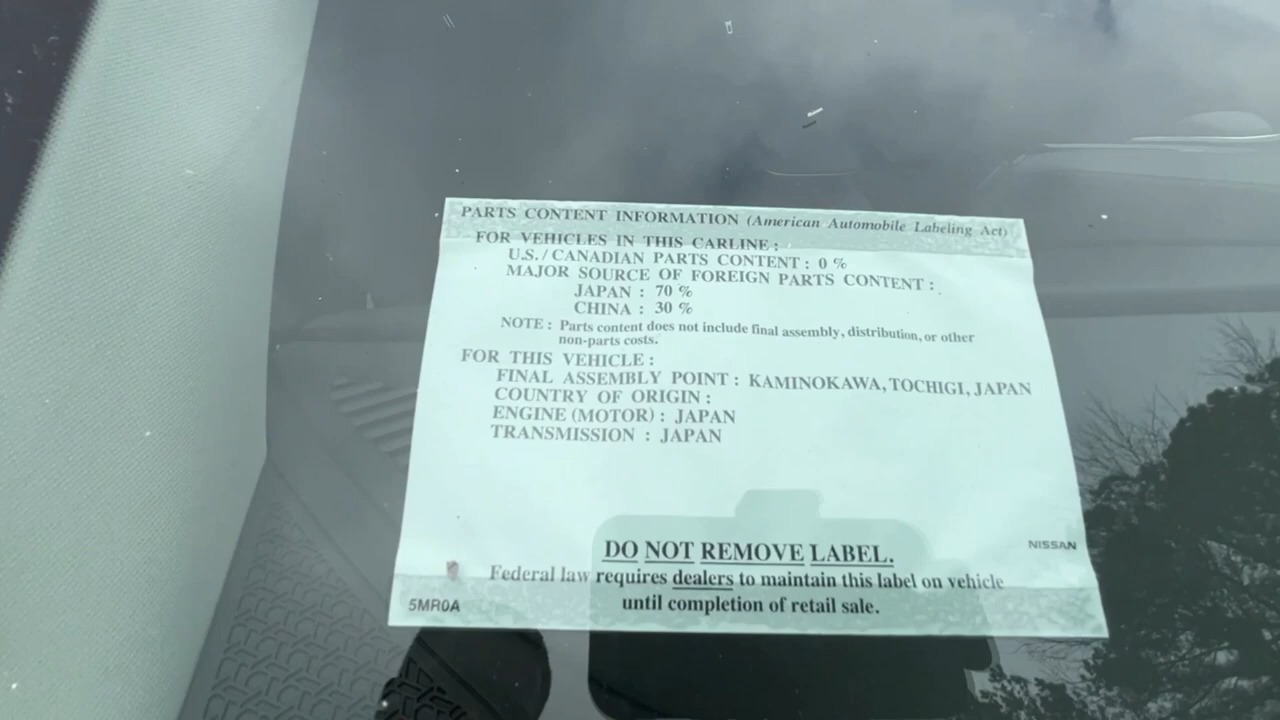 PARTS CONTENT INFORMATION (American Automobile Labeling Act)
FOR VEHICLES IN THIS CARLINE :
U.S. / CANADIAN PARTS CONTENT : 0 %
MAJOR SOURCE OF FOREIGN PARTS CONTENT :
JAPAN : 70 %
CHINA : 30 %
NOTE : Parts content does not include final assembly, distribution, or other
non-parts costs.
FOR THIS VEHICLE :
FINAL ASSEMBLY POINT : KAMINOKAWA, TOCHIGI, JAPAN
COUNTRY OF ORIGIN :
ENGINE (MOTOR) : JAPAN
TRANSMISSION : JAPAN
NISSAN
DO NOT REMOVE LABEL.
Federal law requires dealers to maintain this label on vehicle
until completion of retail sale.
5MR0A